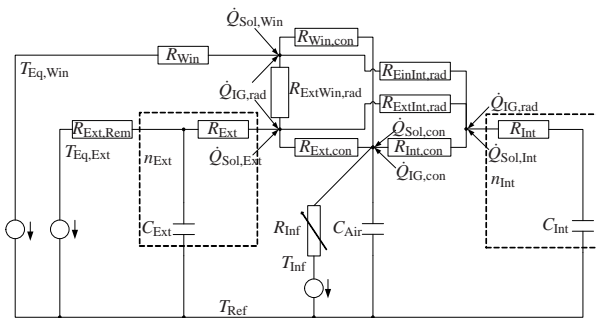 Q̇Sol,Win
RWin,con
RWin
TEq,Win
REinInt,rad
Q̇IG,rad
RExtWin,rad
RExtInt,rad
Q̇IG,rad
RExt,Rem
RExt
Q̇Sol,con
RInt
TEq,Ext
nExt
Q̇Sol,Ext
RExt,con
RInt,con
Q̇Sol,Int
Q̇IG,con
nInt
CExt
RInf
CAir
CInt
TInf
TRef